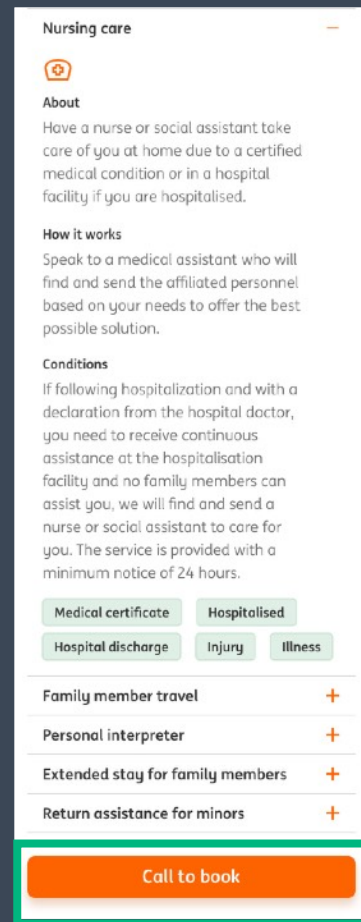 Nursing care
About
Have a nurse or social assistant take
care of you at home due to a certified
medical condition or in a hospital
facility if you are hospitalised.
How it works
Speak to a medical assistant who will
find and send the affiliated personnel
based on your needs to offer the best
possible solution.
Conditions
If following hospitalization and with a
declaration from the hospital doctor,
you need to receive continuous
assistance at the hospitalisation
facility and no family members can
assist you, we will find and send a
nurse or social assistant to care for
you. The service is provided with a
minimum notice of 24 hours.
Medical certificate Hospitalised
Hospital discharge Injury Illness
Family member travel
Personal interpreter
Extended stay for family members
Return assistance for minors
Call to book